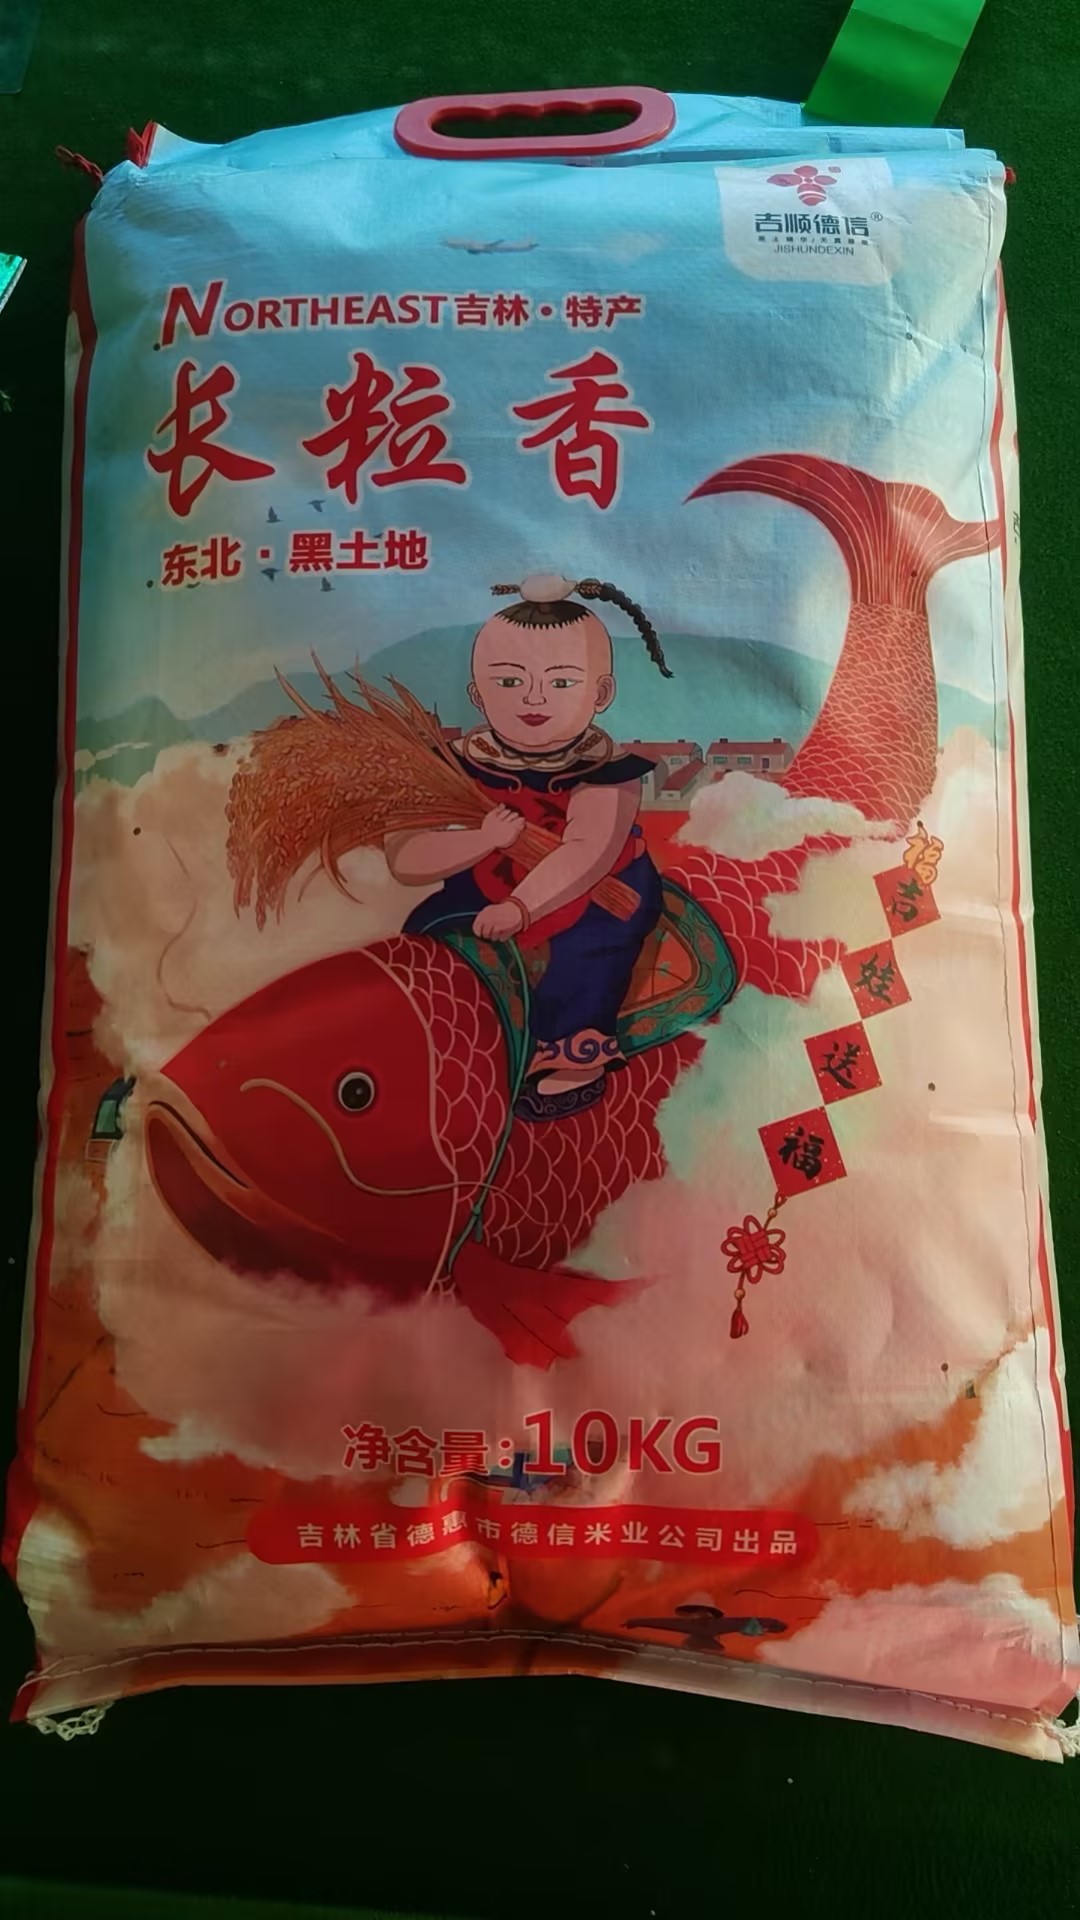 吉顺德信®
JISHUNDEXIN
NORTHEAST吉林·特产
长粒香
东北·黑土地
福
吉
娃
送
福
净含量:10KG
吉林省德惠市德信米业公司出品